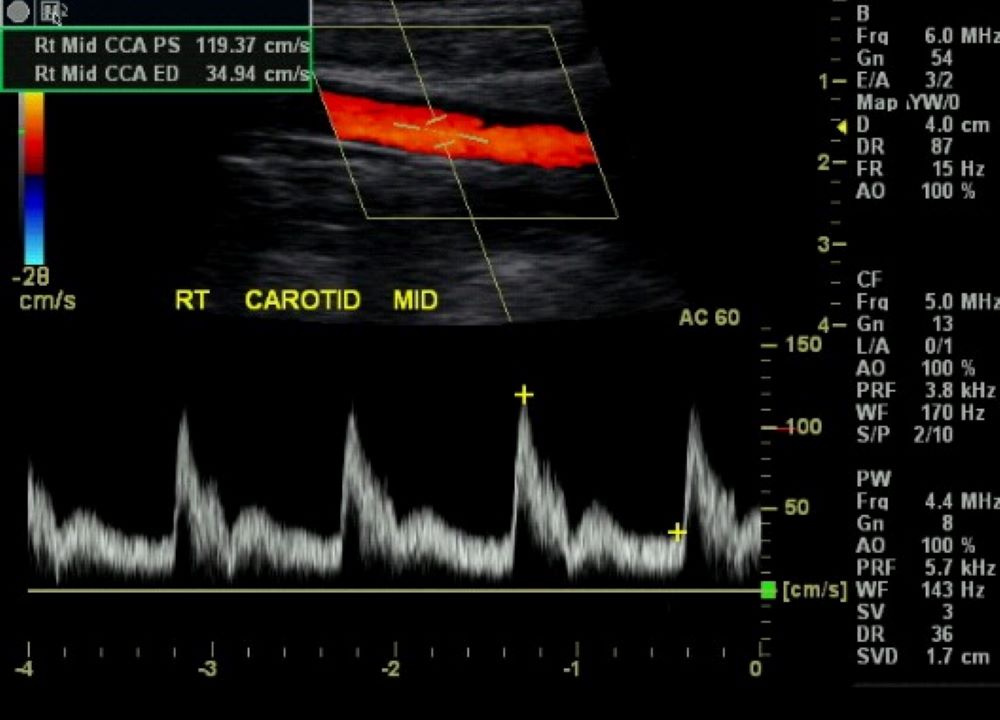 Rt Mid CCA PS 119.37 cm/s
Rt Mid CCA ED 34.94 cm/s
-28
cm/s
RT CAROTID MID
AC 60
1
2
3
4
150
100
50
[cm/s]
-4 -3 -2 -1 0
B
Frq 6.0 MHz
Gn 54
E/A 3/2
Map YW/0
D 4.0 cm
DR 87
FR 15 Hz
AO 100 %
CF
Frq 5.0 MHz
Gn 13
L/A 0/1
AO 100 %
PRF 3.8 kHz
WF 170 Hz
S/P 2/10
PW
Frq 4.4 MHz
Gn 8
AO 100 %
PRF 5.7 kHz
WF 143 Hz
SV 3
DR 36
SVD 1.7 cm